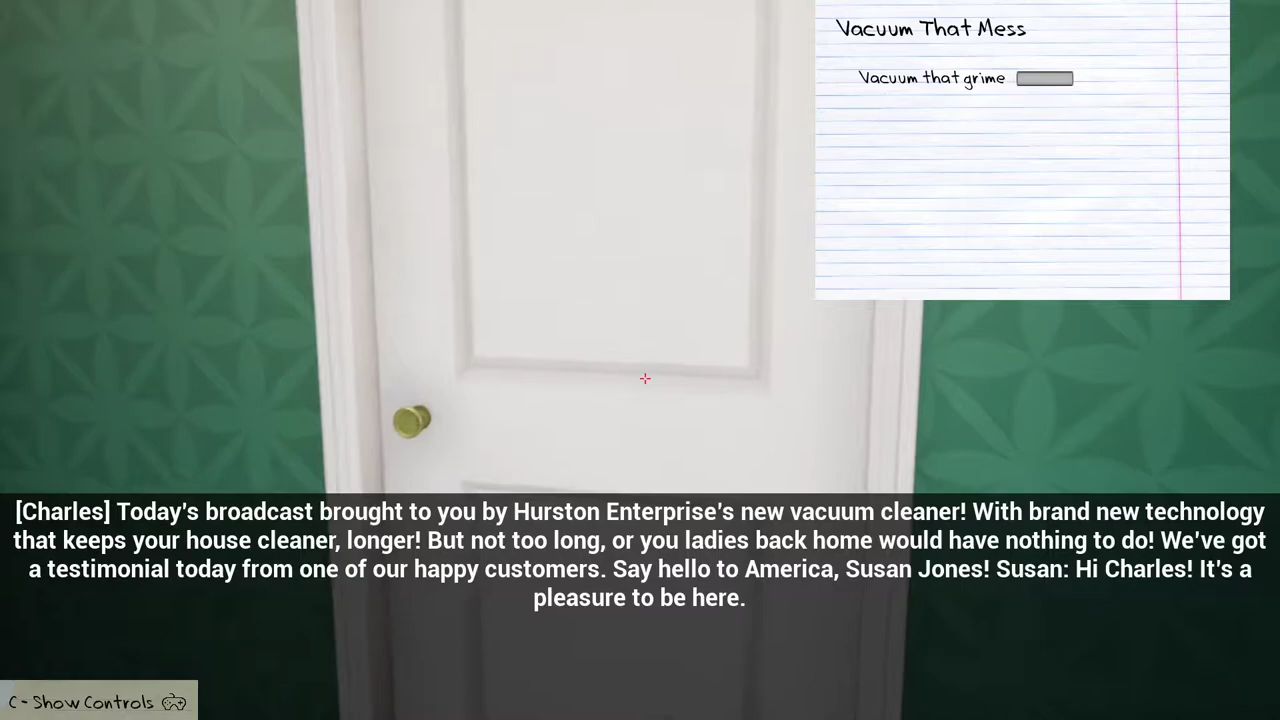 Vacuum That Mess
Vacuum that grime
[Charles] Today's broadcast brought to you by Hurston Enterprise's new vacuum cleaner! With brand new technology
that keeps your house cleaner, longer! But not too long, or you ladies back home would have nothing to do! We've got
a testimonial today from one of our happy customers. Say hello to America, Susan Jones! Susan: Hi Charles! It's a
pleasure to be here.
C - Show Controls